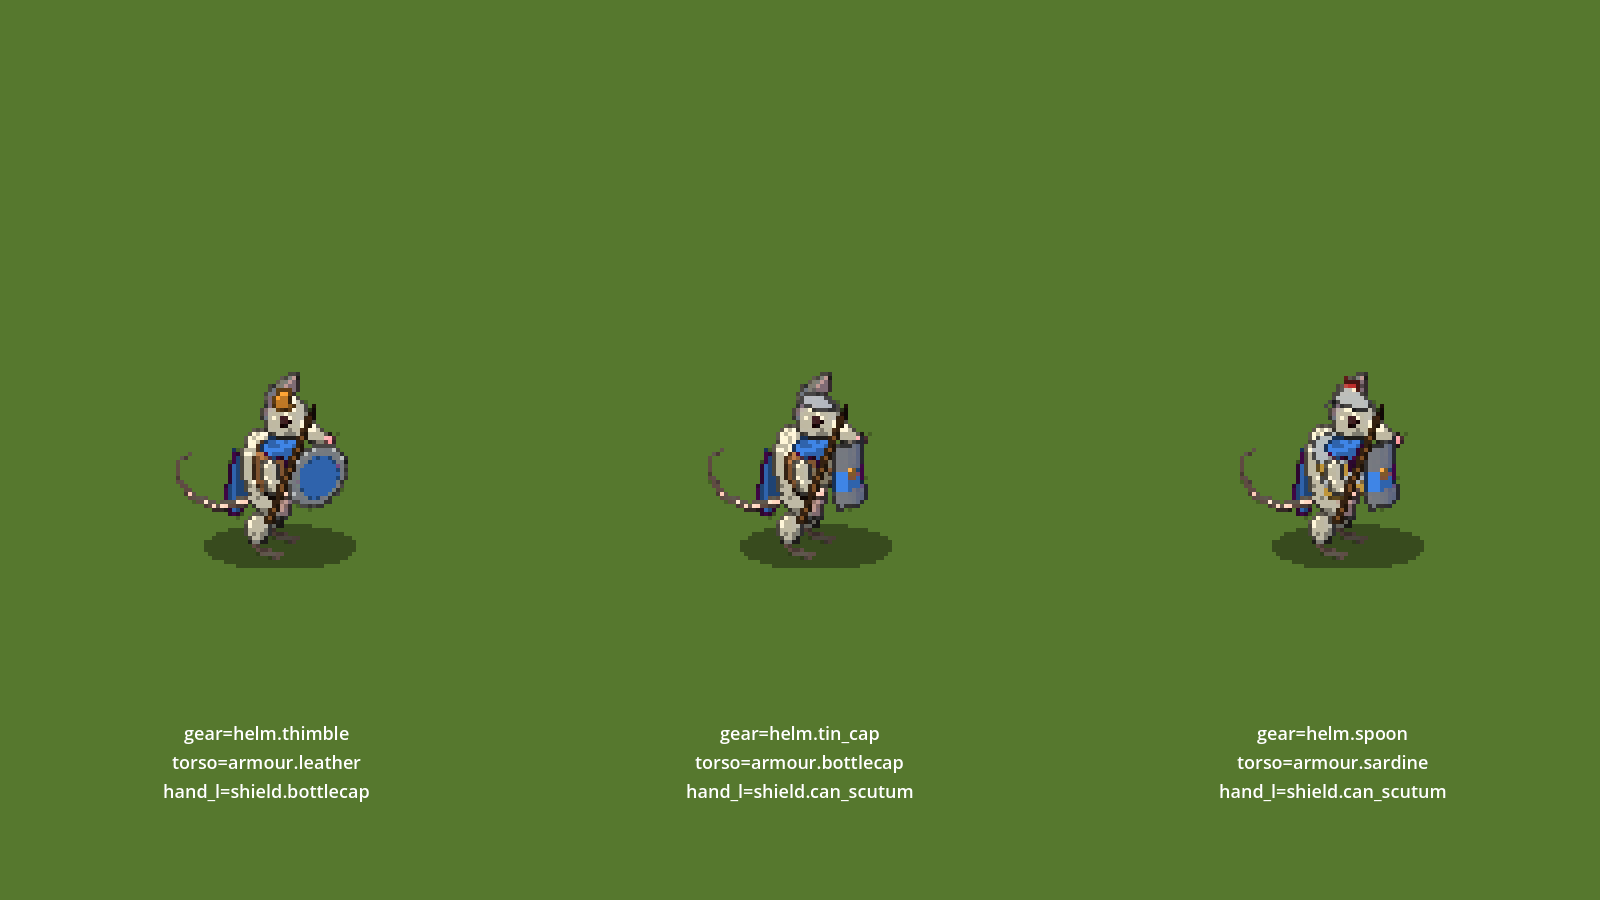 gear=helm.thimble
torso=armour.leather
hand_l=shield.bottlecap
gear=helm.tin_cap
torso=armour.bottlecap
hand_l=shield.can_scutum
gear=helm.spoon
torso=armour.sardine
hand_l=shield.can_scutum